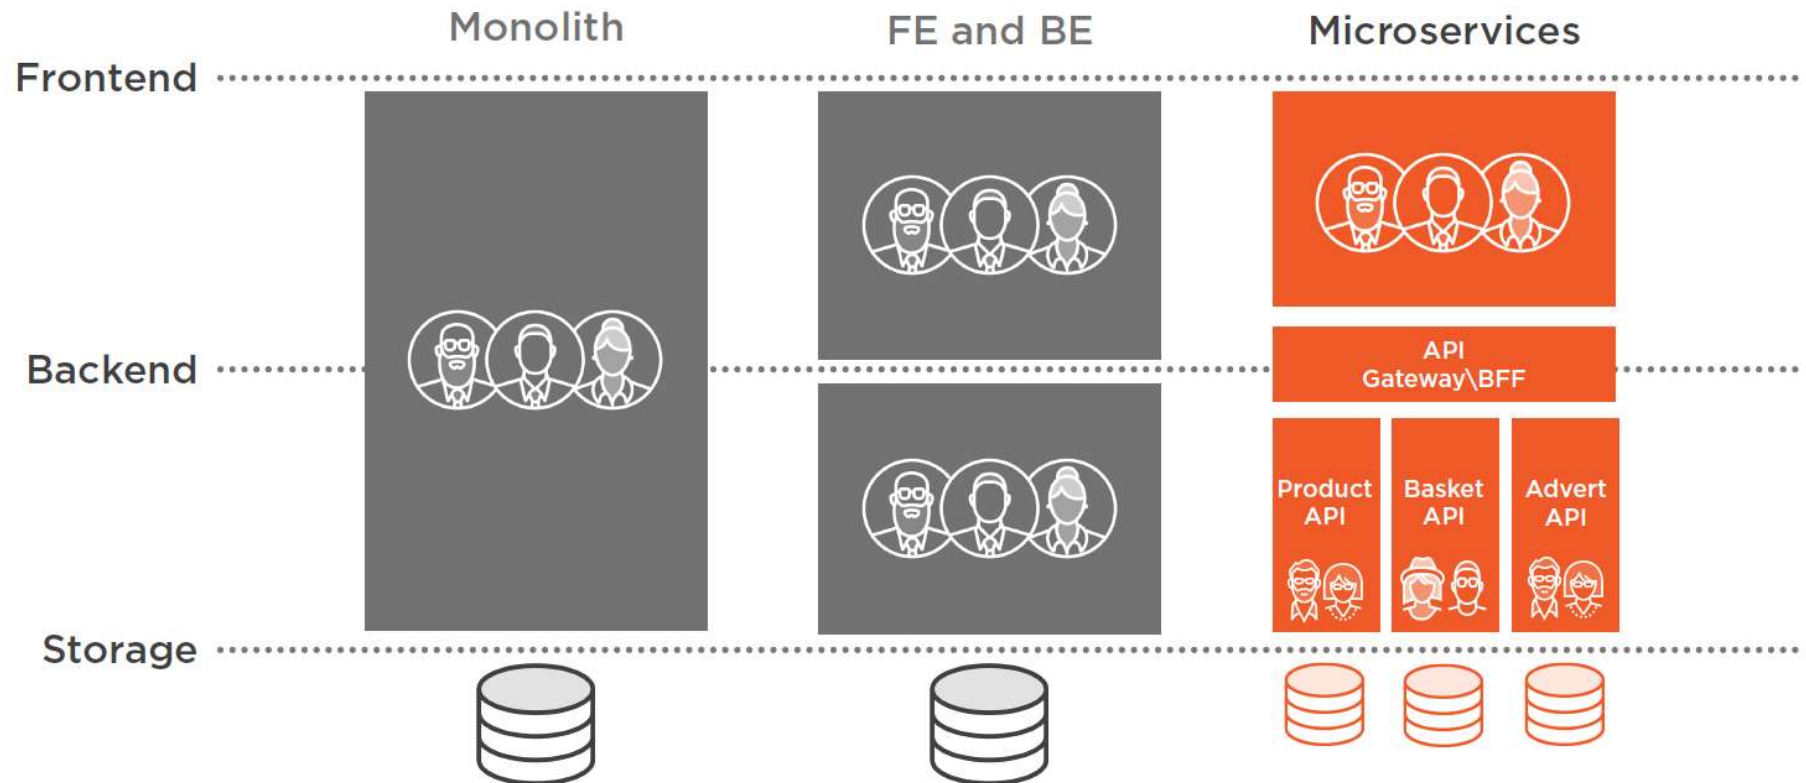 Monolith
FE and BE
Microservices
Frontend
Backend
API
Gateway\BFF
Product
API
Basket
API
Advert
API
Storage